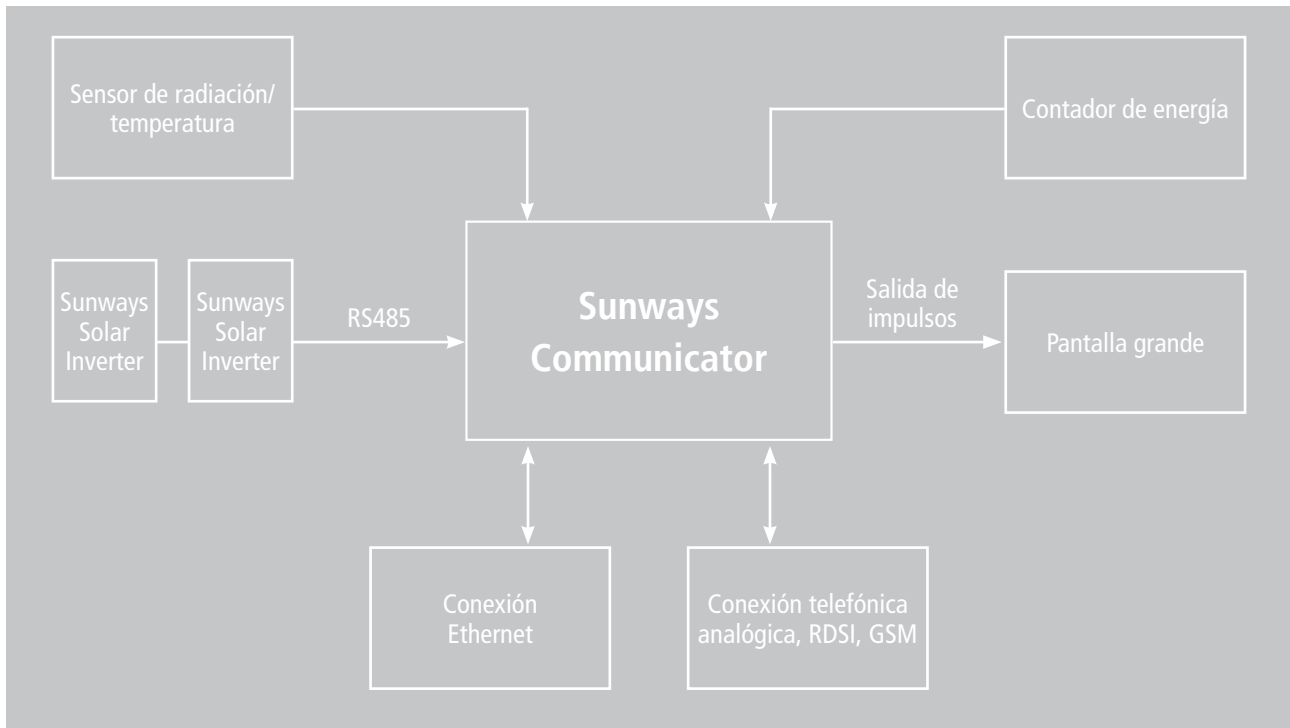 Sensor de radiación/
temperatura
Contador de energía
Sunways
Solar
Inverter
Sunways
Solar
Inverter
RS485
Sunways
Communicator
Salida de
impulsos
Pantalla grande
Conexión
Ethernet
Conexión telefónica
analógica, RDSI, GSM